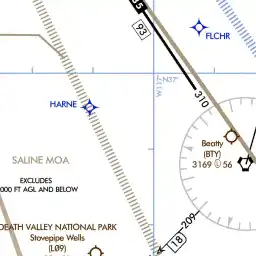 FLCHR
93
W117°
N37°
310
HARNE
Beatty
(BTY)
3169 56
SALINE MOA
EXCLUDES
000 FT AGL AND BELOW
DEATH VALLEY NATIONAL PARK
Stovepipe Wells
(L09)
209
18